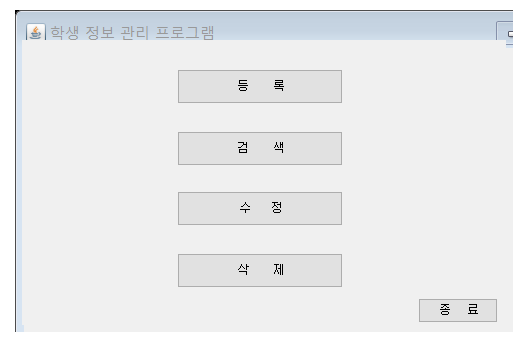 학생 정보 관리 프로그램
등 록
검 색
수 정
삭 제
종 료